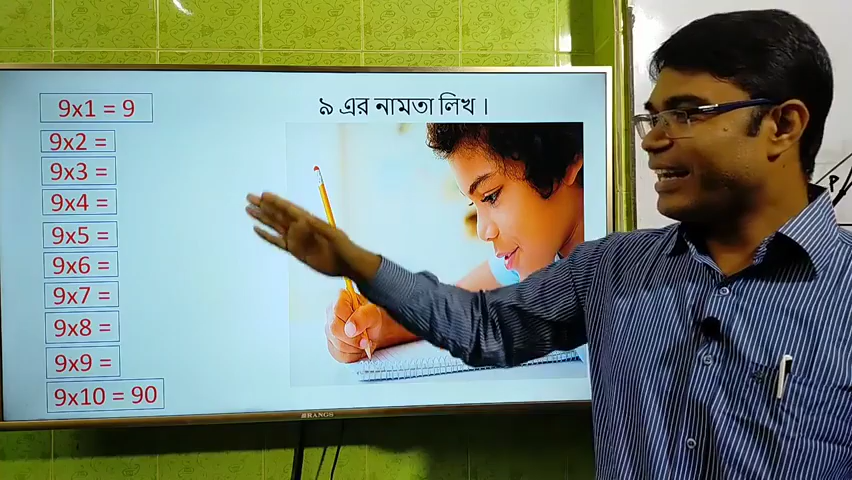 9x1 = 9
9x2 =
9x3 =
9x4 =
9x5 =
9x6 =
9x7 =
9x8 =
9x9 =
9x10 = 90
৯ এর নামতা লিখ ।
RANGS
P